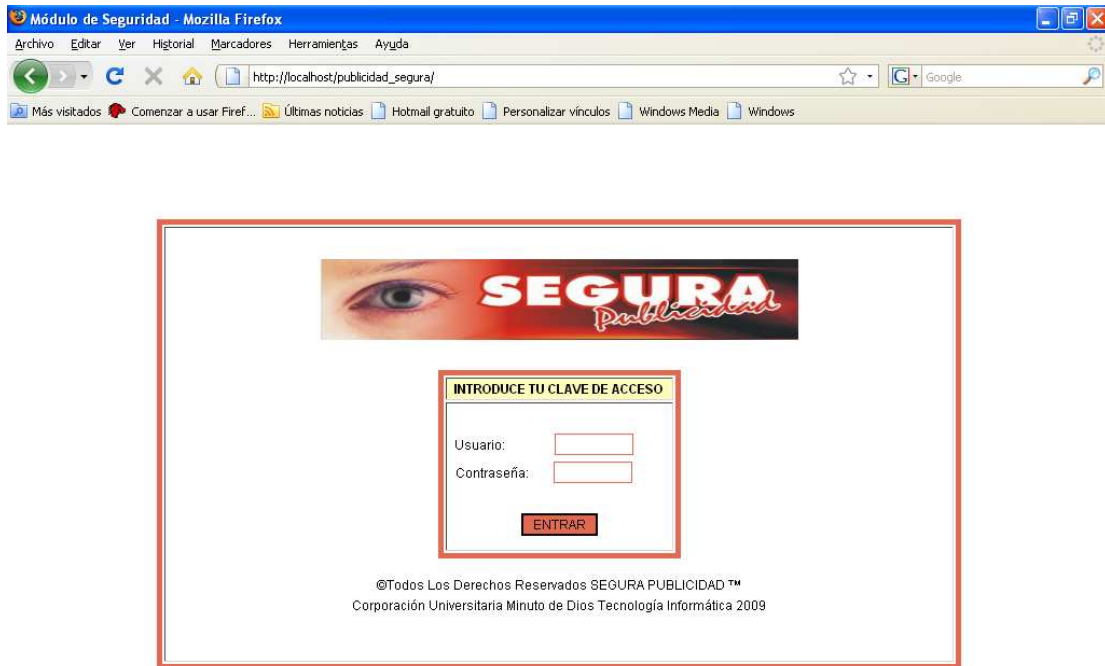 Módulo de Seguridad - Mozilla Firefox
Archivo Editar Ver Historial Marcadores Herramientas Ayuda
http://localhost/publicidad_segura/ G Google
Más visitados Comenzar a usar Firef... Últimas noticias Hotmail gratuito Personalizar vínculos Windows Media Windows
SEGURA
Publicidad
INTRODUCE TU CLAVE DE ACCESO
Usuario:
Contraseña:
ENTRAR
©Todos Los Derechos Reservados SEGURA PUBLICIDAD ™
Corporación Universitaria Minuto de Dios Tecnología Informática 2009